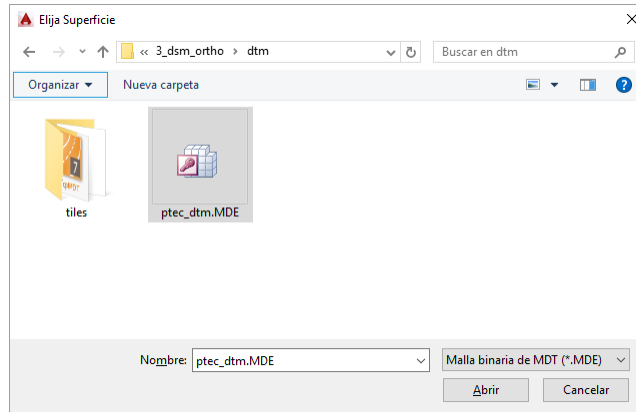 Elija Superficie
« 3_dsm_ortho > dtm
Buscar en dtm
Organizar
Nueva carpeta
7
tiles
ptec_dtm.MDE
Nombre: ptec_dtm.MDE
Malla binaria de MDT (*.MDE)
Abrir
Cancelar